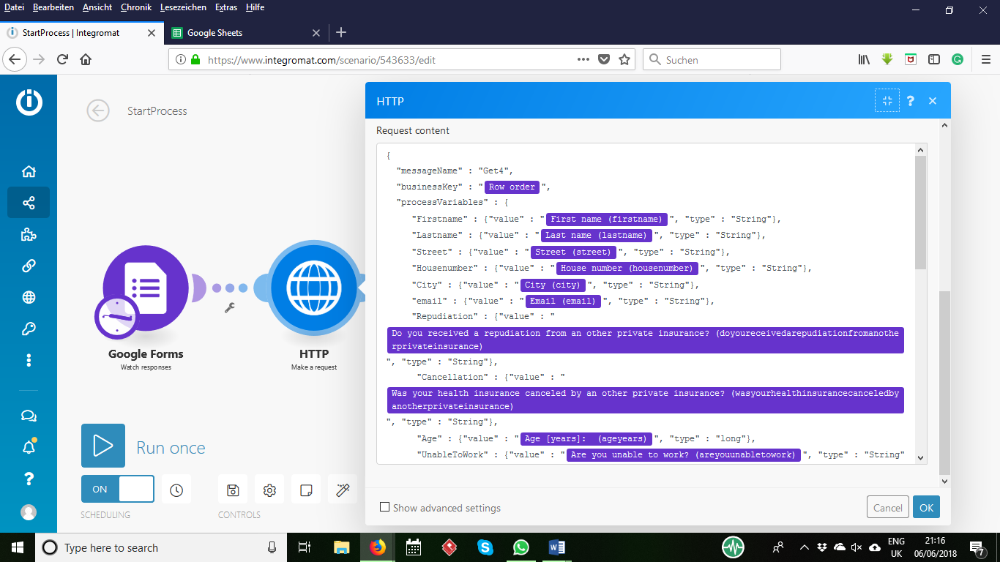 Datei Bearbeiten Ansicht Chronik Lesezeichen Extras Hilfe
StartProcess | Integromat
Google Sheets
https://www.integromat.com/scenario/543633/edit
Suchen
StartProcess
HTTP
Request content
{
"messageName" : "Get4",
"businessKey" : " Row order ",
"processVariables" : {
"Firstname" : {"value" : " First name (firstname) ", "type" : "String"},
"Lastname" : {"value" : " Last name (lastname) ", "type" : "String"},
"Street" : {"value" : " Street (street) ", "type" : "String"},
"Housenumber" : {"value" : " House number (housenumber) ", "type" : "String"},
"City" : {"value" : " City (city) ", "type" : "String"},
"email" : {"value" : " Email (email) ", "type" : "String"},
"Repudiation" : {"value" : "
Do you received a repudiation from an other private insurance? (doyoureceivedarepudiationfromanothe
rprivateinsurance)
", "type" : "String"},
"Cancellation" : {"value" : "
Was your health insurance canceled by an other private insurance? (wasyourhealthinsurancecanceledby
anotherprivateinsurance)
", "type" : "String"},
"Age" : {"value" : " Age [years]:  (ageyears) ", "type" : "long"},
"UnableToWork" : {"value" : " Are you unable to work? (areyouunabletowork) ", "type" : "String"
Google Forms
Watch responses
HTTP
Make a request
Run once
ON
SCHEDULING
CONTROLS
Show advanced settings
Cancel
OK
Type here to search
ENG
UK
21:16
06/06/2018
7